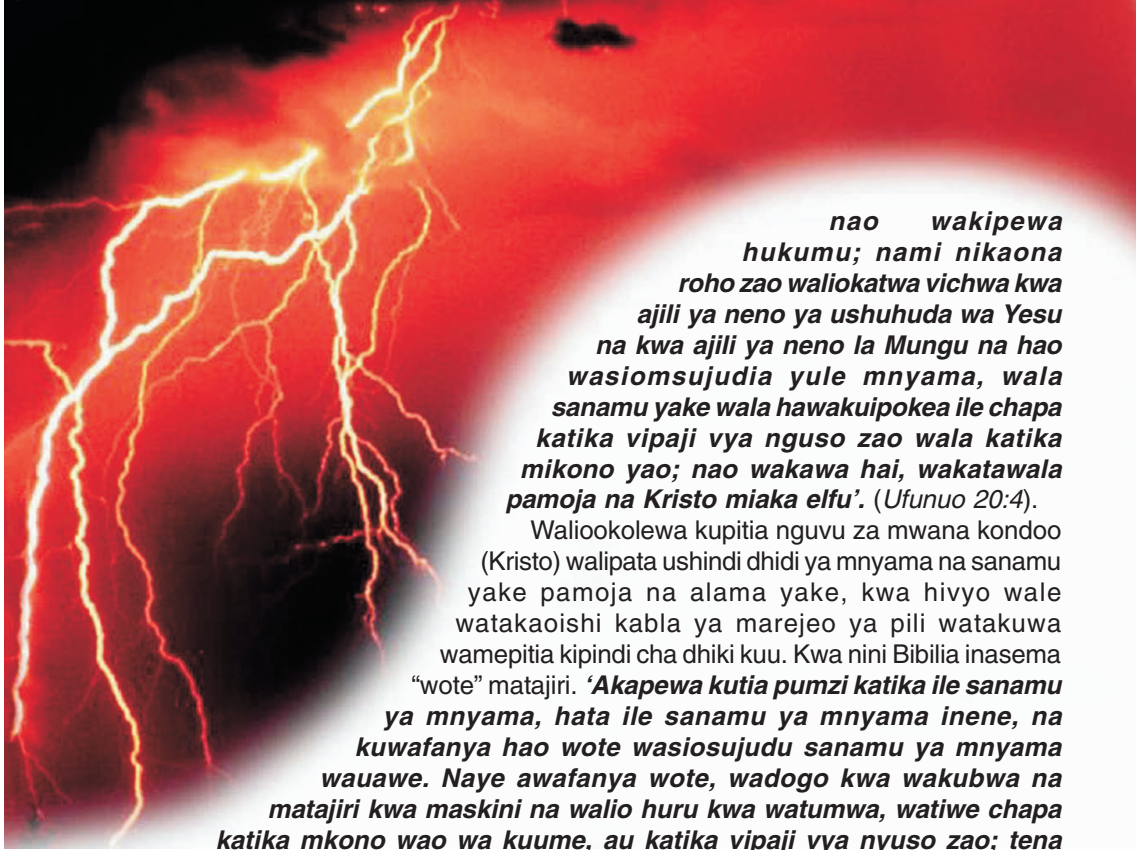 nao wakipewa
hukumu; nami nikaona
roho zao waliokatwa vichwa kwa
ajili ya neno ya ushuhuda wa Yesu
na kwa ajili ya neno la Mungu na hao
wasiomsujudia yule mnyama, wala
sanamu yake wala hawakuipokea ile chapa
katika vipaji vya nguso zao wala katika
mikono yao; nao wakawa hai, wakatawala
pamoja na Kristo miaka elfu'. (Ufunuo 20:4).
Waliookolewa kupitia nguvu za mwana kondoo
(Kristo) walipata ushindi dhidi ya mnyama na sanamu
yake pamoja na alama yake, kwa hivyo wale
watakaoishi kabla ya marejeo ya pili watakuwa
wamepitia kipindi cha dhiki kuu. Kwa nini Bibilia inasema
“wote” matajiri. ‘Akapewa kutia pumzi katika ile sanamu
ya mnyama, hata ile sanamu ya mnyama inene, na
kuwafanya hao wote wasiosujudu sanamu ya mnyama
wauawe. Naye awafanya wote, wadogo kwa wakubwa na
matajiri kwa maskini na walio huru kwa watumwa, watiwe chapa
katika mkono wao wa kuume, au katika vipaji vya nyuso zao; tena